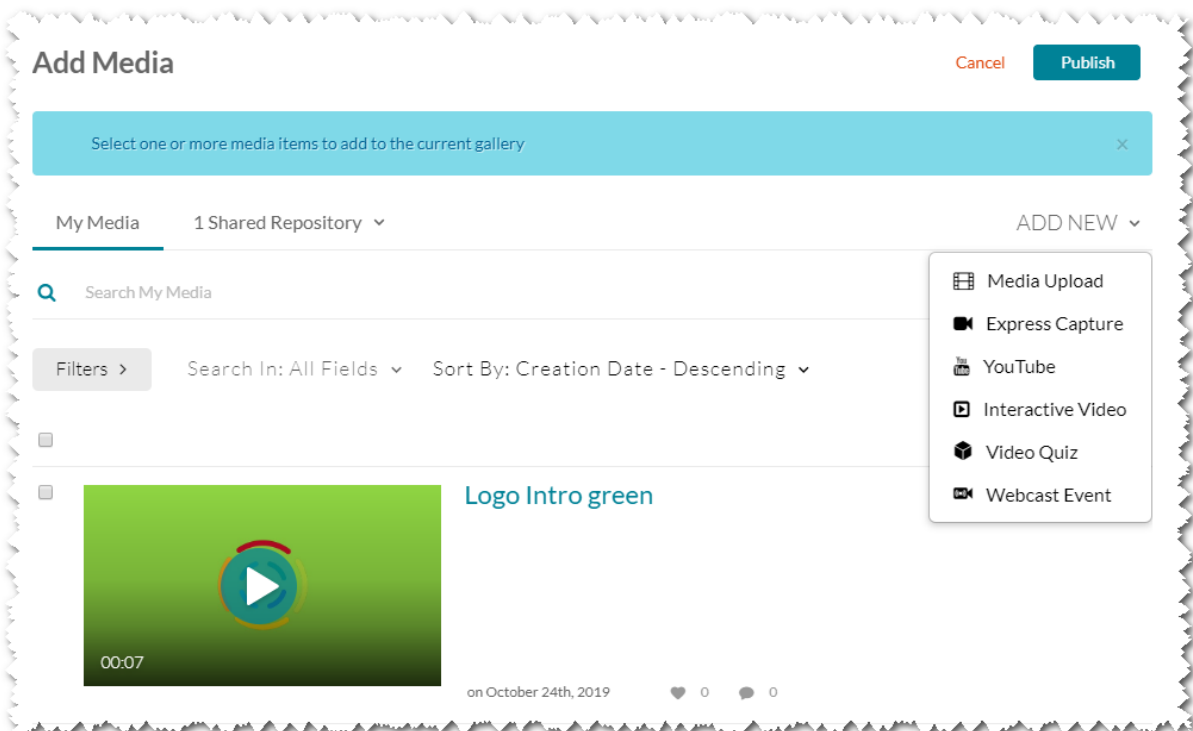 Add Media
Cancel
Publish
Select one or more media items to add to the current gallery
×
My Media
1 Shared Repository
ADD NEW
Search My Media
Media Upload
Express Capture
You Tube YouTube
Interactive Video
Video Quiz
Webcast Event
Filters >
Search In: All Fields
Sort By: Creation Date - Descending
Logo Intro green
00:07
on October 24th, 2019
0
0